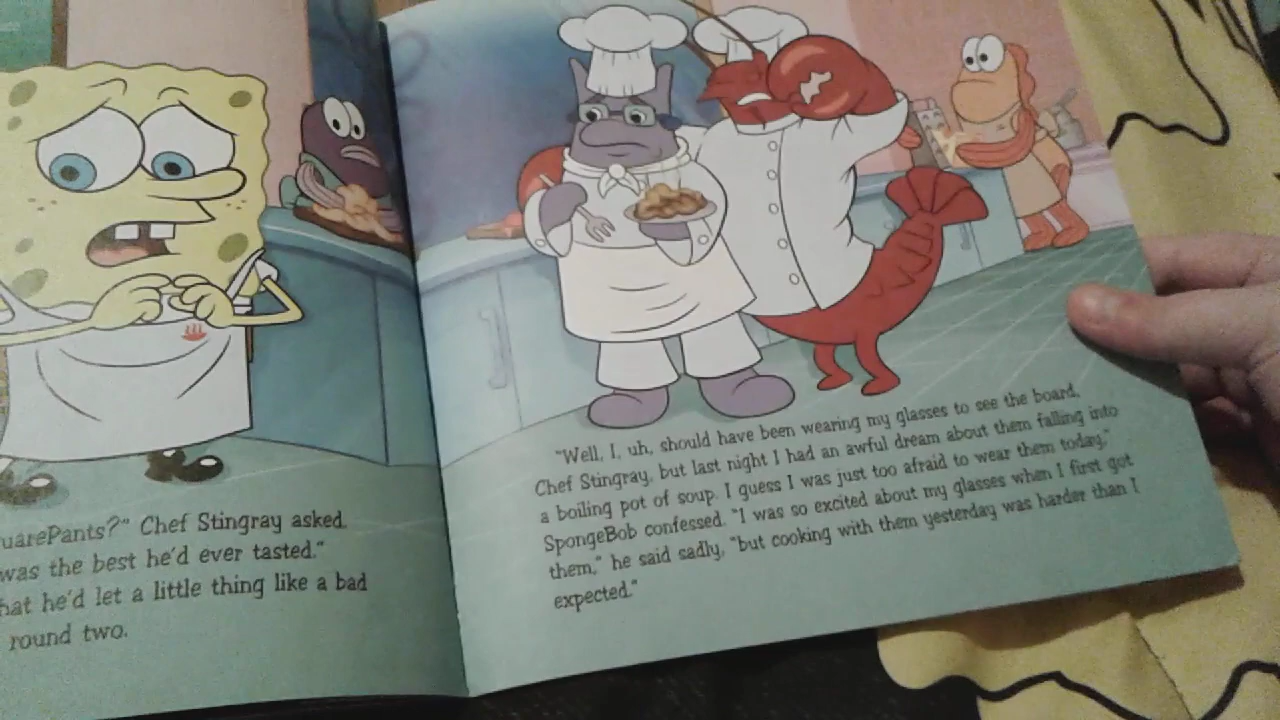 uarePants?" Chef Stingray asked.
was the best he'd ever tasted."
hat he'd let a little thing like a bad
round two.
"Well, I, uh, should have been wearing my glasses to see the board,
Chef Stingray, but last night I had an awful dream about them falling into
a boiling pot of soup. I guess I was just too afraid to wear them today,"
SpongeBob confessed. "I was so excited about my glasses when I first got
them," he said sadly, "but cooking with them yesterday was harder than I
expected."